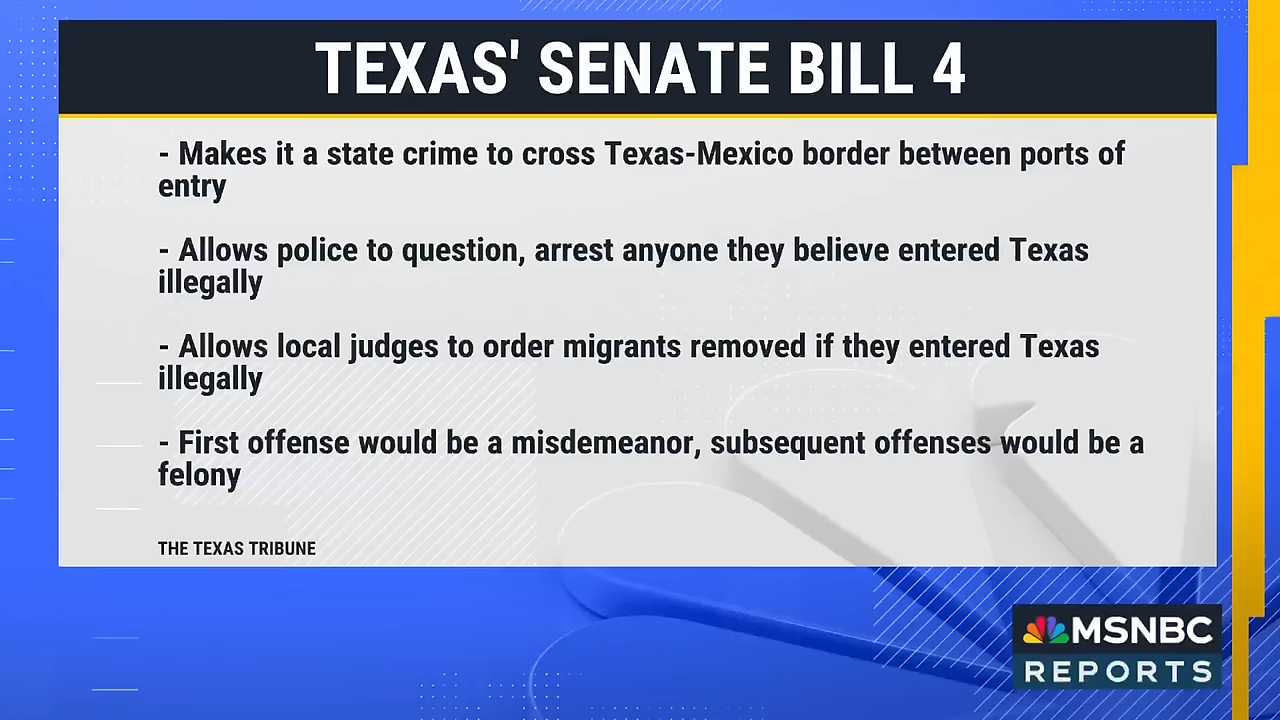 TEXAS' SENATE BILL 4
- Makes it a state crime to cross Texas-Mexico border between ports of
entry
- Allows police to question, arrest anyone they believe entered Texas
illegally
- Allows local judges to order migrants removed if they entered Texas
illegally
- First offense would be a misdemeanor, subsequent offenses would be a
felony
THE TEXAS TRIBUNE
MSNBC
REPORTS